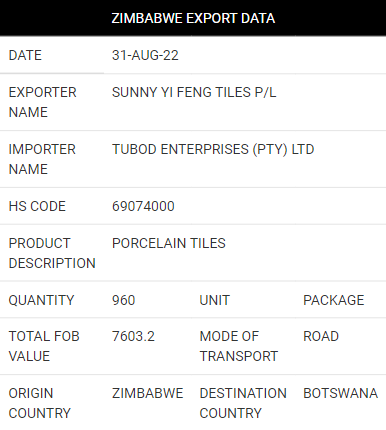 ZIMBABWE EXPORT DATA
DATE 31-AUG-22
EXPORTER SUNNY YI FENG TILES P/L
NAME
IMPORTER TUBOD ENTERPRISES (PTY) LTD
NAME
HS CODE 69074000
PRODUCT PORCELAIN TILES
DESCRIPTION
QUANTITY 960 UNIT PACKAGE
TOTAL FOB 7603.2 MODE OF ROAD
VALUE TRANSPORT
ORIGIN ZIMBABWE DESTINATION BOTSWANA
COUNTRY COUNTRY